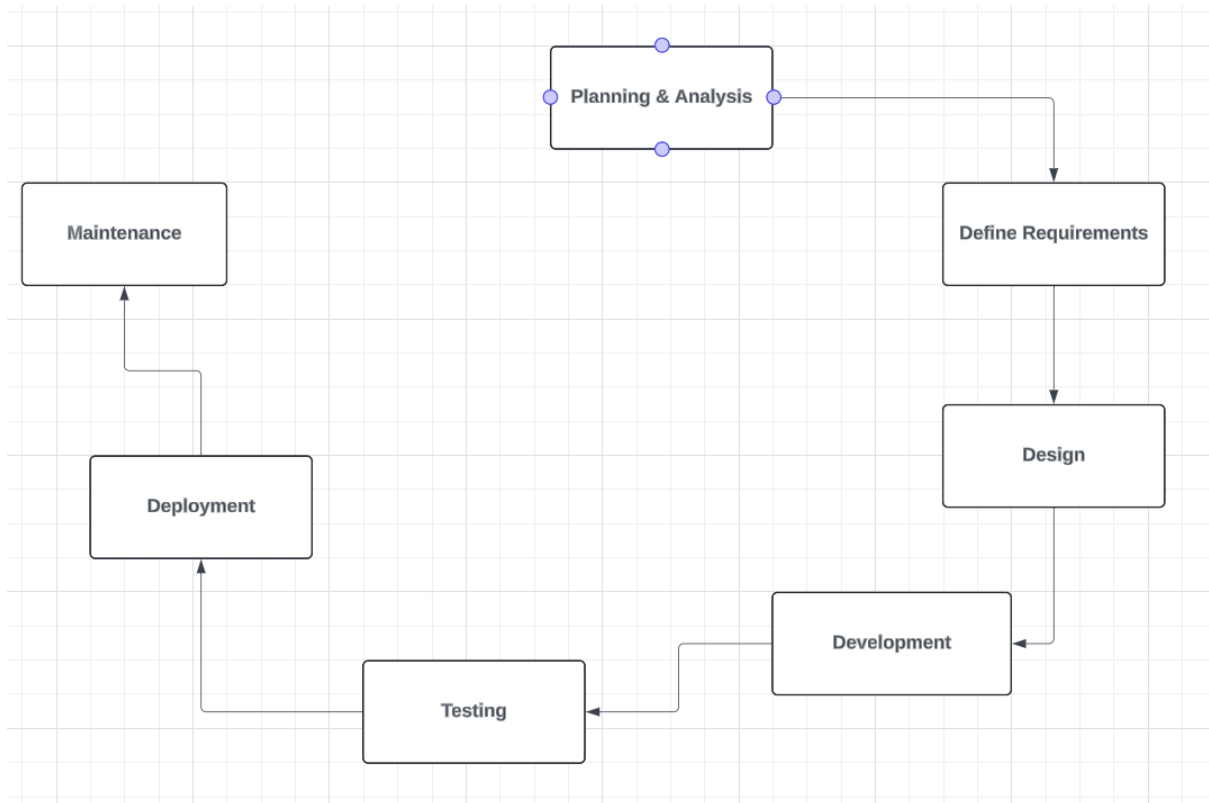 Planning & Analysis
Define Requirements
Design
Development
Testing
Deployment
Maintenance